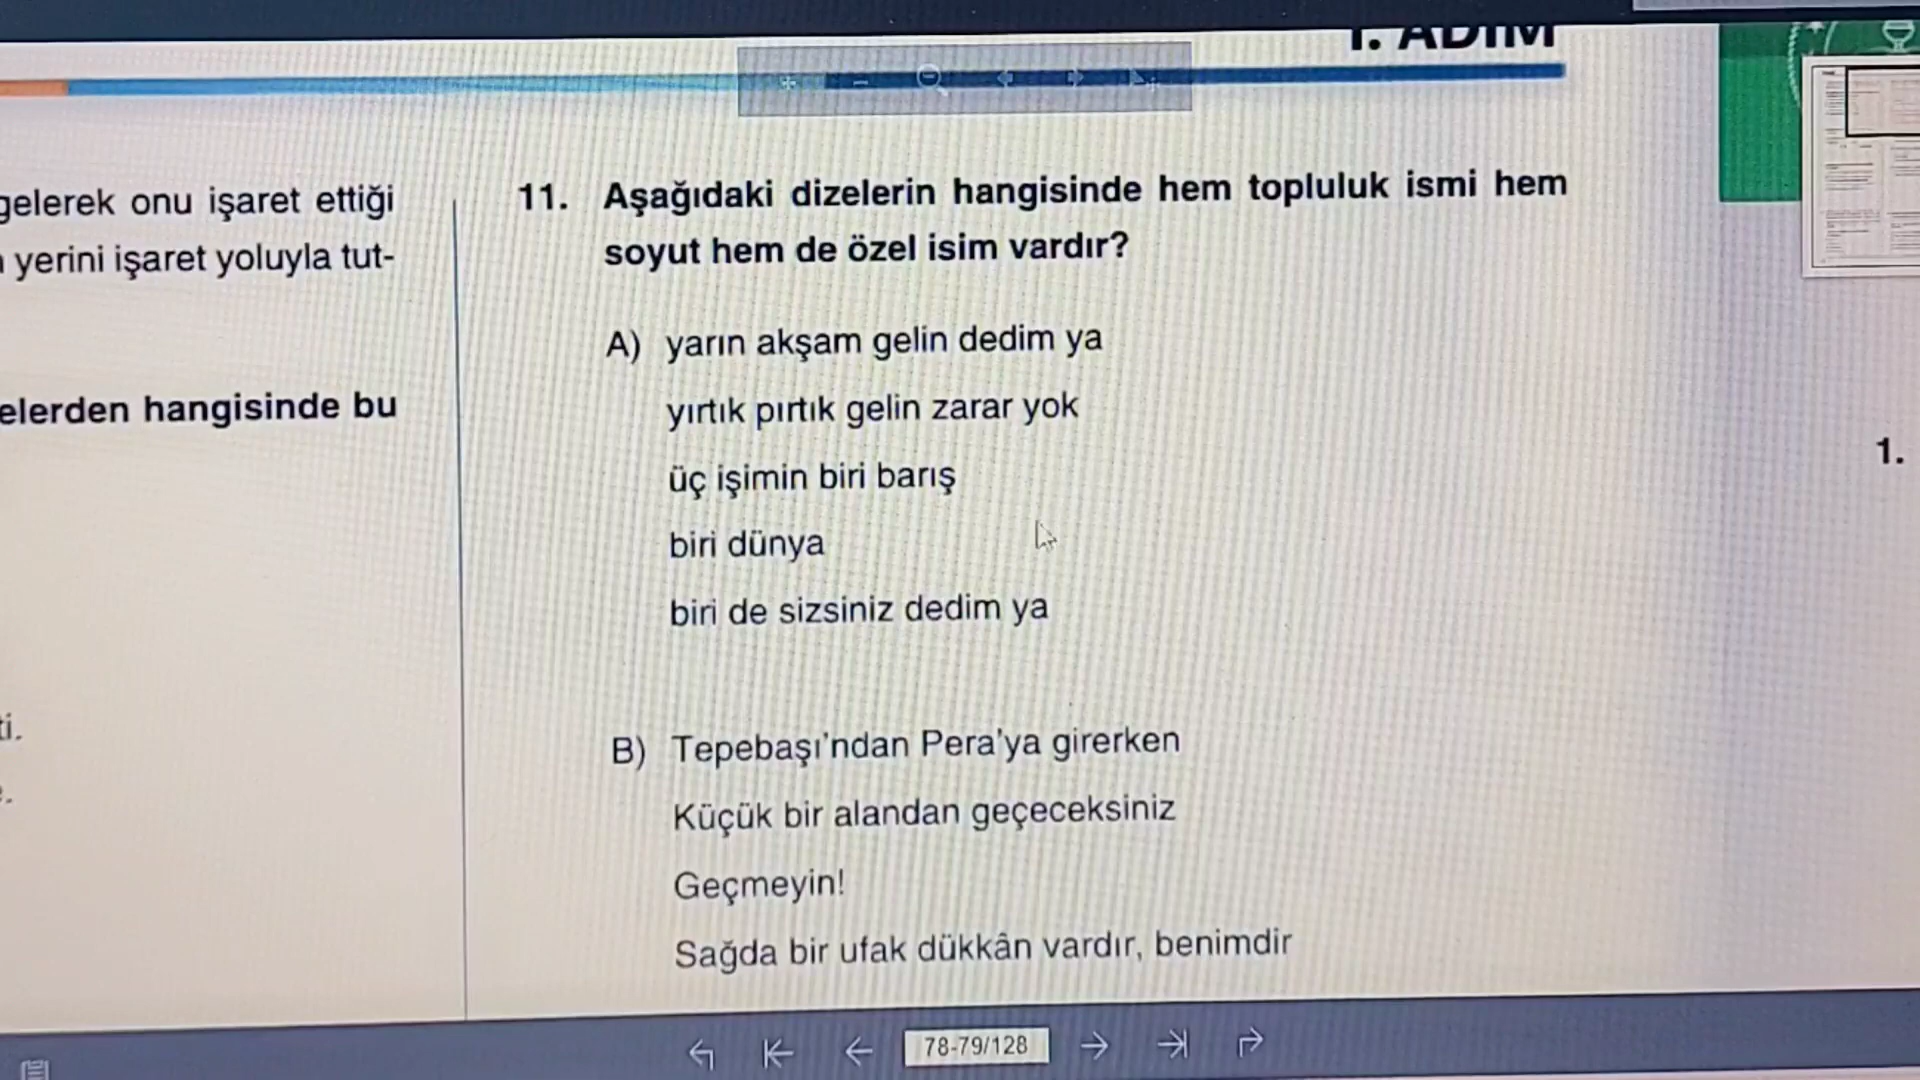 1. ADIM
gelerek onu işaret ettiği
yerini işaret yoluyla tut-
elerden hangisinde bu
ti.
11. Aşağıdaki dizelerin hangisinde hem topluluk ismi hem
soyut hem de özel isim vardır?
A) yarın akşam gelin dedim ya
yırtık pırtık gelin zarar yok
üç işimin biri barış
biri dünya
biri de sizsiniz dedim ya
B) Tepebaşı'ndan Pera'ya girerken
Küçük bir alandan geçeceksiniz
Geçmeyin!
Sağda bir ufak dükkân vardır, benimdir
1.
78-79/128